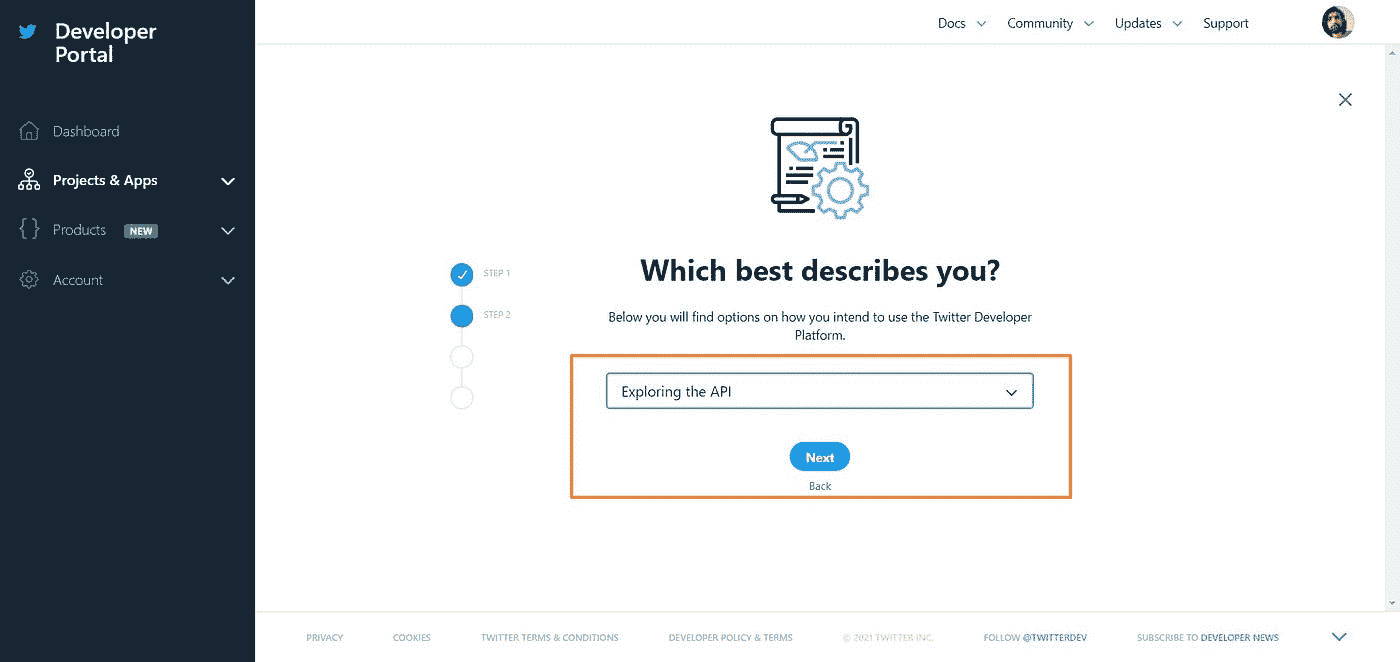 Developer
Portal
Docs
Community
Updates
Support
Dashboard
Projects & Apps
Products NEW
Account
STEP 1
STEP 2
Which best describes you?
Below you will find options on how you intend to use the Twitter Developer
Platform.
Exploring the API
Next
Back
PRIVACY
COOKIES
TWITTER TERMS & CONDITIONS
DEVELOPER POLICY & TERMS
© 2021 TWITTER INC.
FOLLOW @TWITTERDEV
SUBSCRIBE TO DEVELOPER NEWS